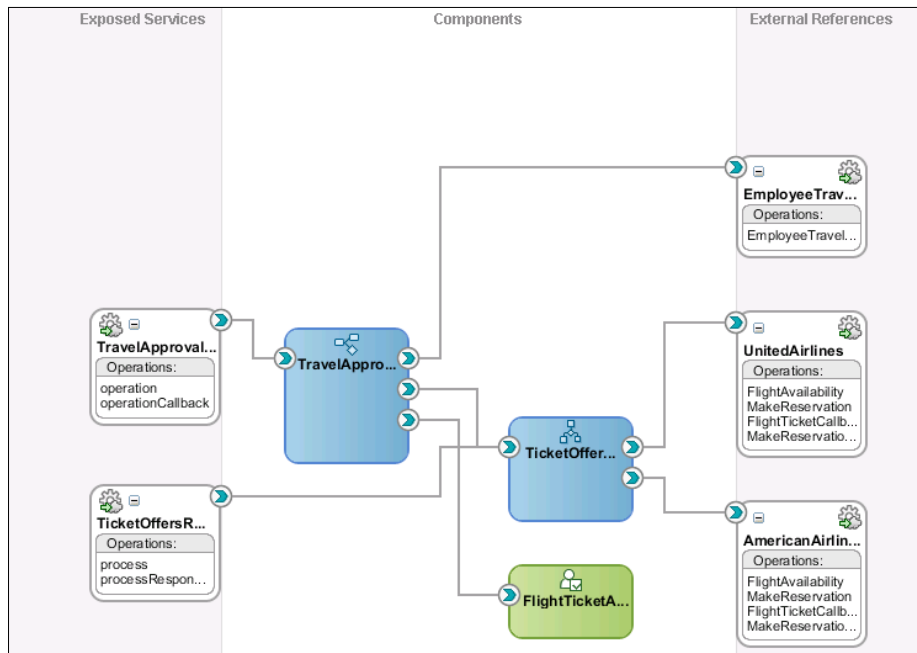 Exposed Services
Components
External References
EmployeeTrav...
Operations:
EmployeeTravel...
TravelApproval...
Operations:
operation
operationCallback
TravelAppro...
UnitedAirlines
Operations:
FlightAvailability
MakeReservation
FlightTicketCallb...
MakeReservatio...
TicketOffer...
TicketOffersR...
Operations:
process
processRespon...
FlightTicketA...
AmericanAirlin...
Operations:
FlightAvailability
MakeReservation
FlightTicketCallb...
MakeReservatio...